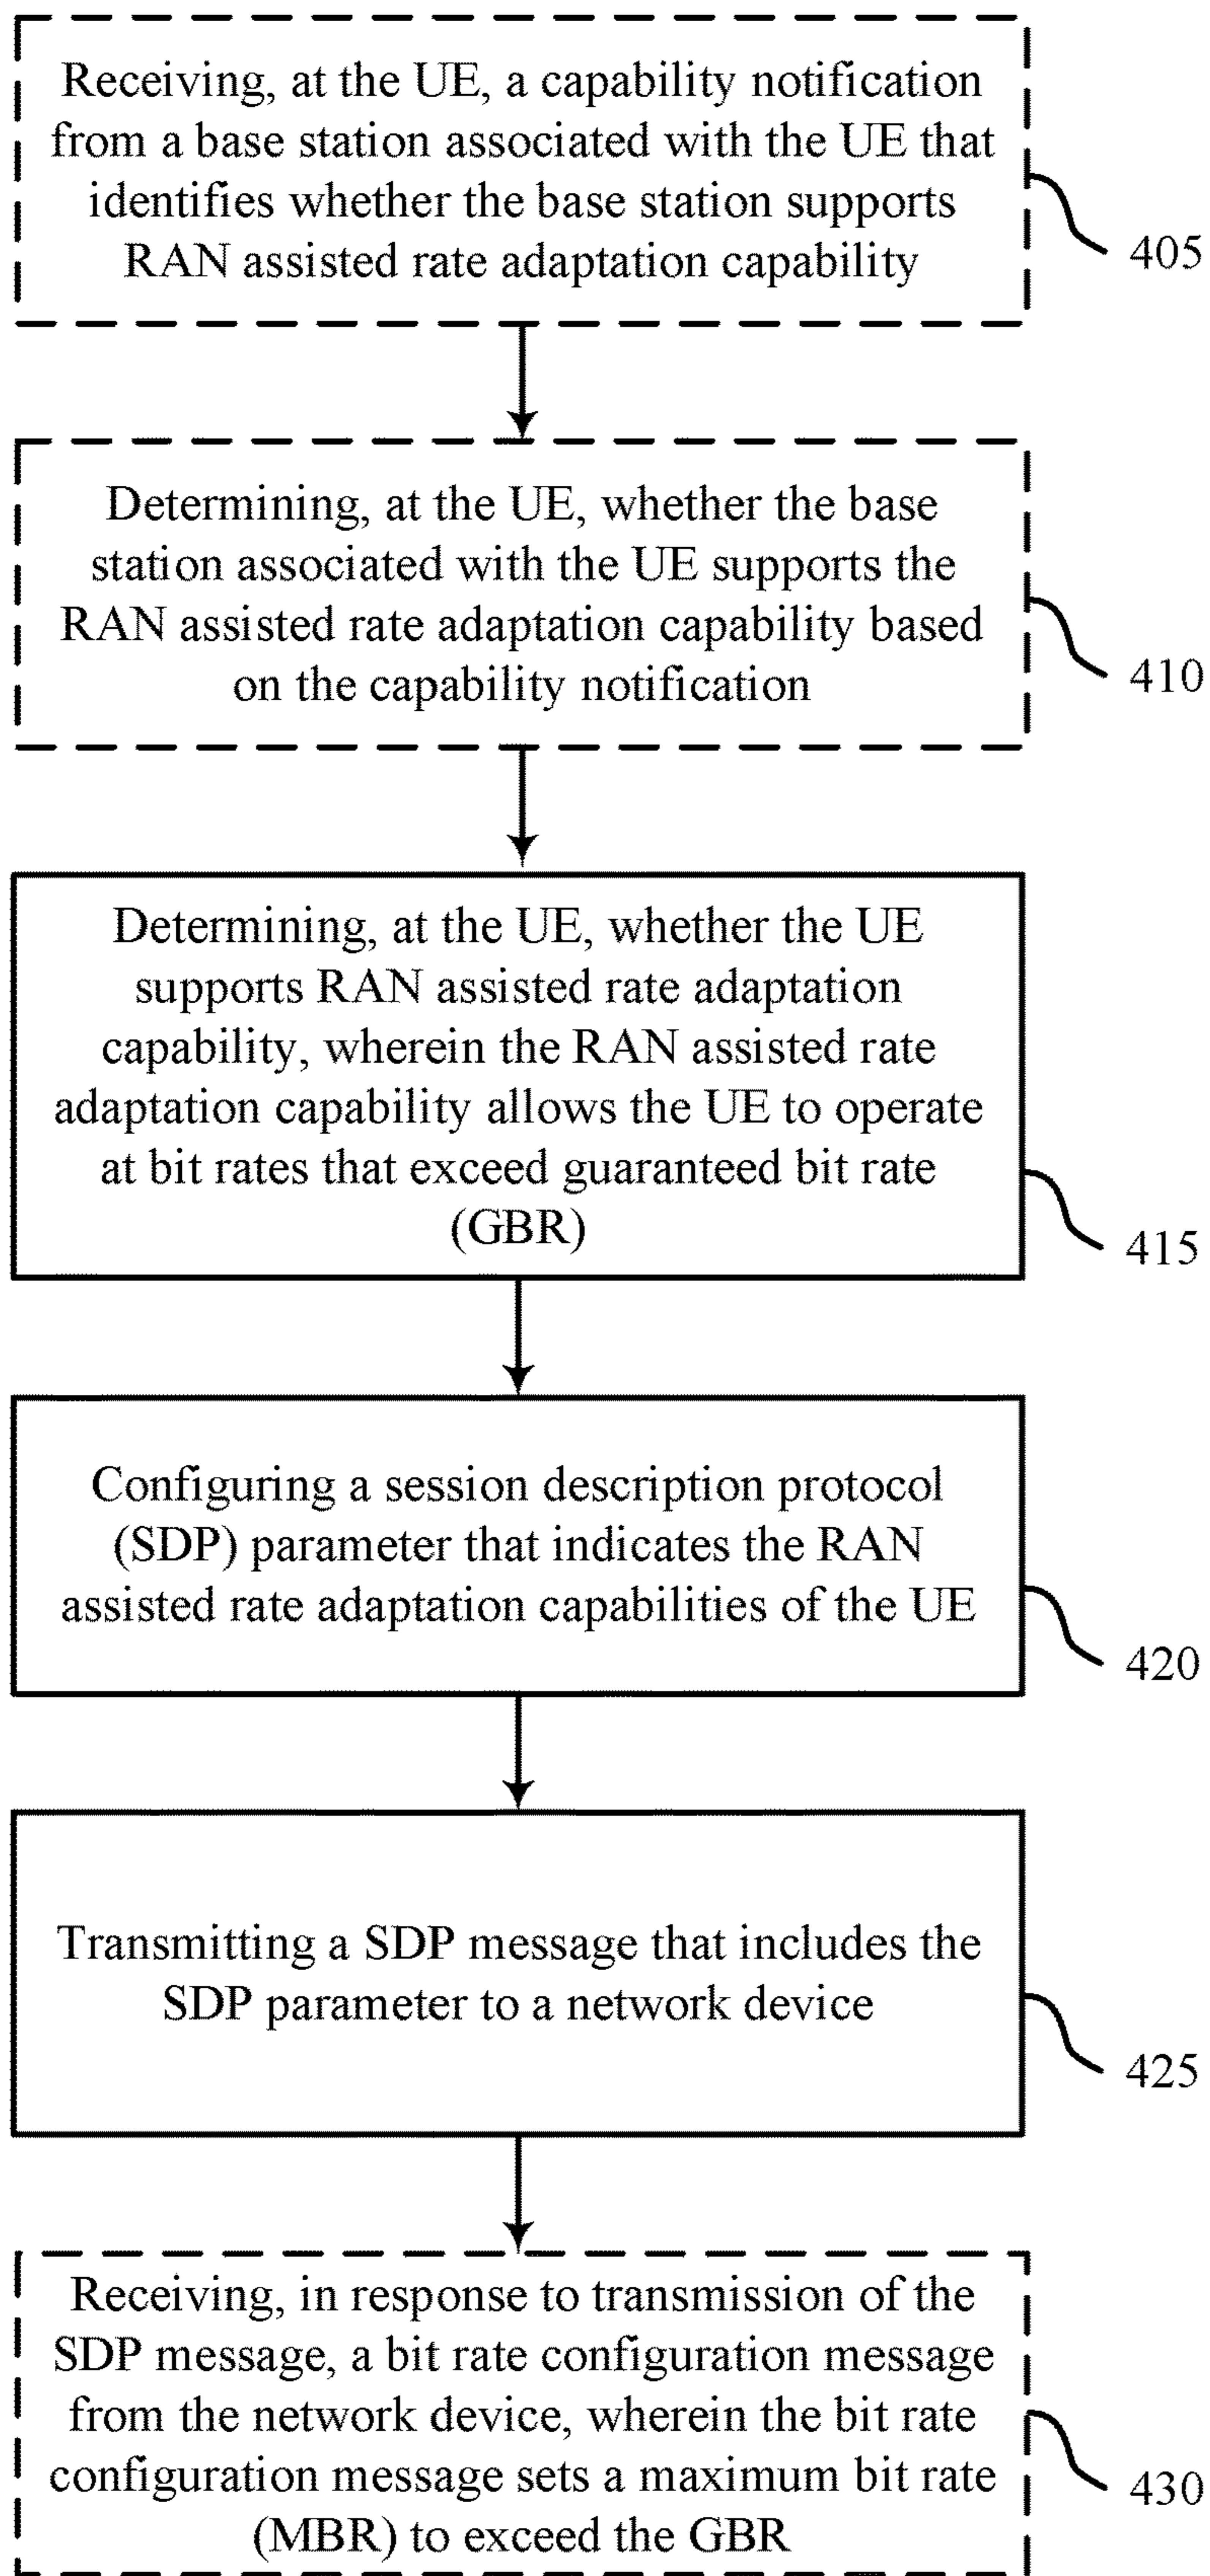 Receiving, at the UE, a capability notification
from a base station associated with the UE that
identifies whether the base station supports
RAN assisted rate adaptation capability
405
Determining, at the UE, whether the base
station associated with the UE supports the
RAN assisted rate adaptation capability based
on the capability notification
410
Determining, at the UE, whether the UE
supports RAN assisted rate adaptation
capability, wherein the RAN assisted rate
adaptation capability allows the UE to operate
at bit rates that exceed guaranteed bit rate
(GBR)
415
Configuring a session description protocol
(SDP) parameter that indicates the RAN
assisted rate adaptation capabilities of the UE
420
Transmitting a SDP message that includes the
SDP parameter to a network device
425
Receiving, in response to transmission of the
SDP message, a bit rate configuration message
from the network device, wherein the bit rate
configuration message sets a maximum bit rate
(MBR) to exceed the GBR
430